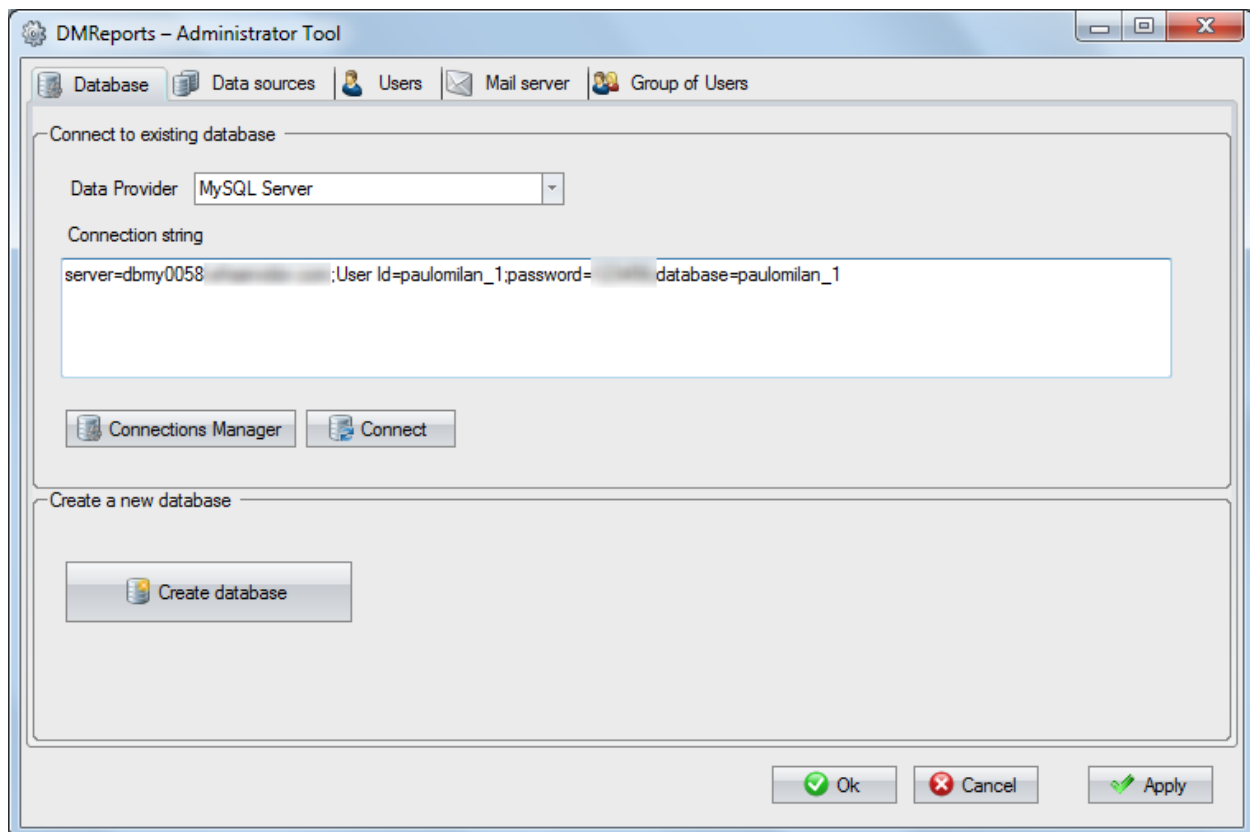 DMReports – Administrator Tool
Database Data sources Users Mail server Group of Users
Connect to existing database
Data Provider MySQL Server
Connection string
server=dbmy0058 ;User Id=paulomilan_1;password= database=paulomilan_1
Connections Manager Connect
Create a new database
Create database
Ok Cancel Apply